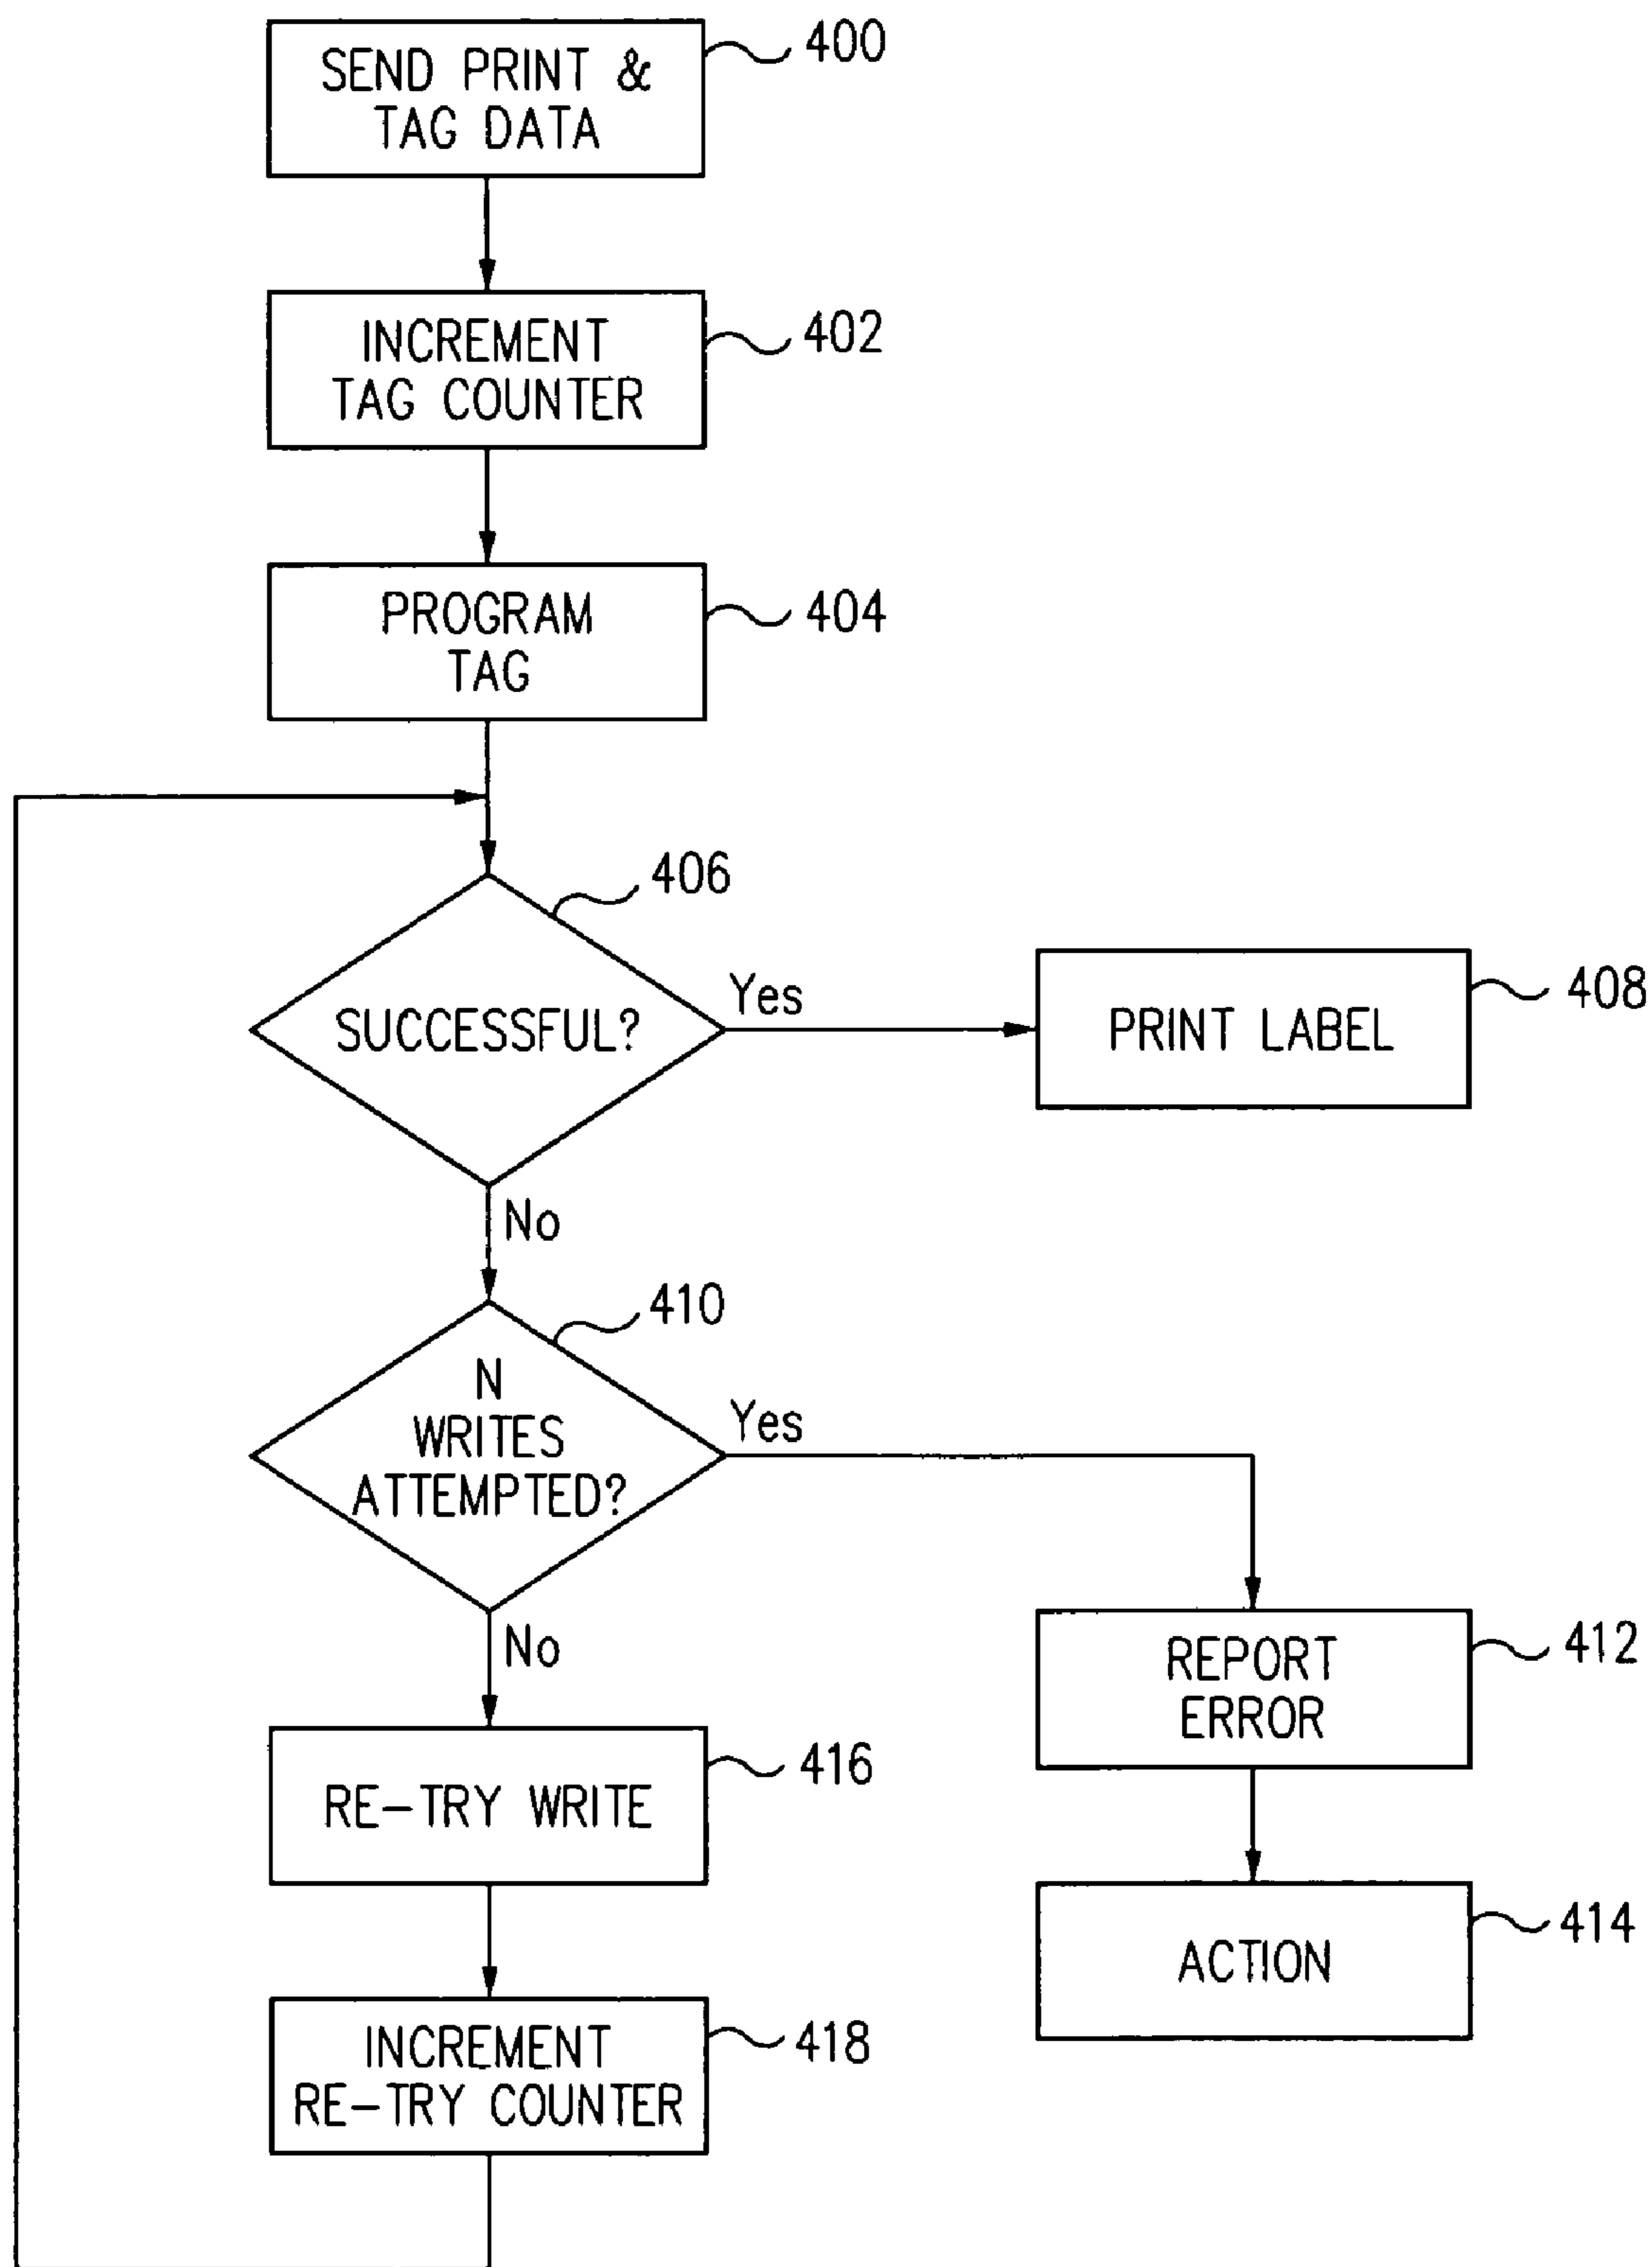 SEND PRINT &
TAG DATA
400
INCREMENT
TAG COUNTER
402
PROGRAM
TAG
404
406
SUCCESSFUL?
Yes
PRINT LABEL
408
No
410
N
WRITES
ATTEMPTED?
Yes
No
REPORT
ERROR
412
RE-TRY WRITE
416
ACTION
414
INCREMENT
RE-TRY COUNTER
418